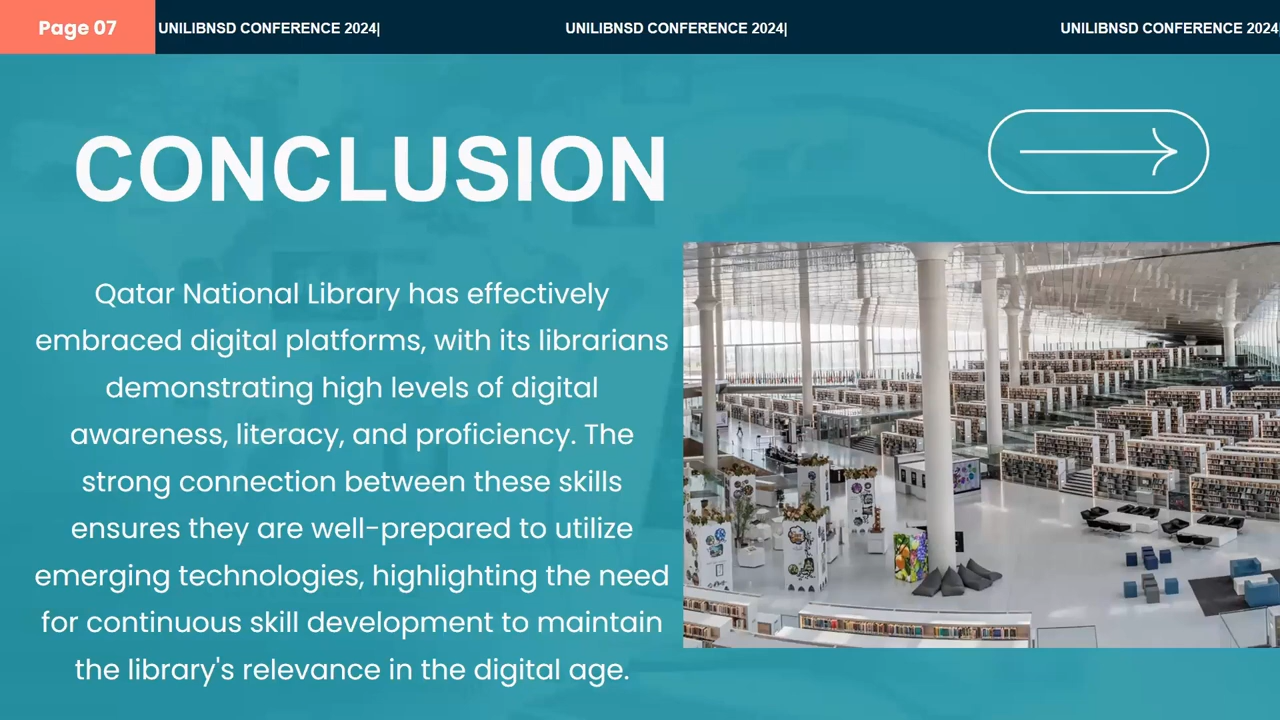 Page 07
UNILIBNSD CONFERENCE 2024|
UNILIBNSD CONFERENCE 2024|
UNILIBNSD CONFERENCE 2024
CONCLUSION
Qatar National Library has effectively
embraced digital platforms, with its librarians
demonstrating high levels of digital
awareness, literacy, and proficiency. The
strong connection between these skills
ensures they are well-prepared to utilize
emerging technologies, highlighting the need
for continuous skill development to maintain
the library's relevance in the digital age.